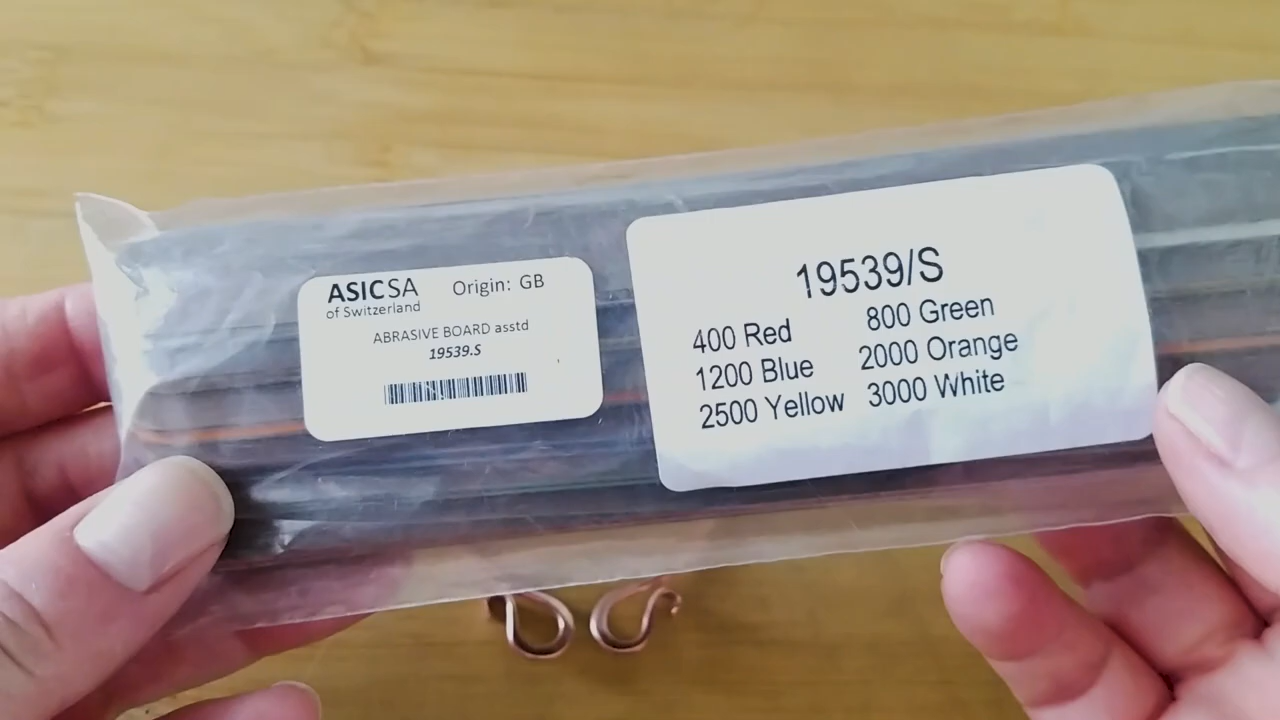 ASICSA Origin: GB
of Switzerland
ABRASIVE BOARD asstd
19539.S
19539/S
400 Red 800 Green
1200 Blue 2000 Orange
2500 Yellow 3000 White